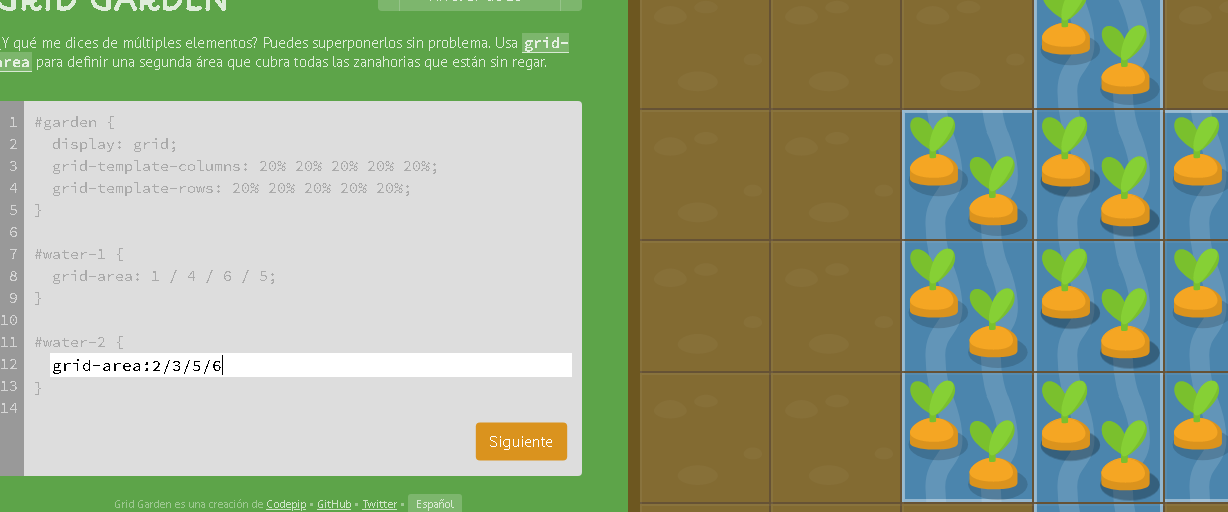 GRID GARDEN
¿Y qué me dices de múltiples elementos? Puedes superponerlos sin problema. Usa grid-
area para definir una segunda área que cubra todas las zanahorias que están sin regar.
1 #garden {
2 display: grid;
3 grid-template-columns: 20% 20% 20% 20% 20%;
4 grid-template-rows: 20% 20% 20% 20% 20%;
5 }
6
7 #water-1 {
8 grid-area: 1 / 4 / 6 / 5;
9 }
10
11 #water-2 {
12 grid-area:2/3/5/6
13 }
14
Siguiente
Grid Garden es una creación de Codepip • GitHub • Twitter • Español